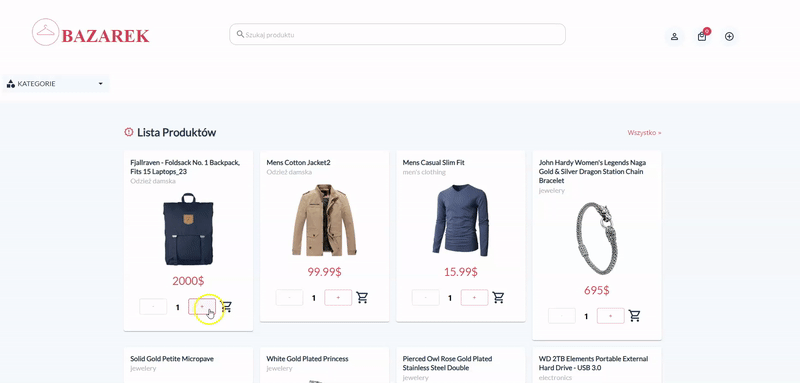 BAZAREK
Szukaj produktu
0
KATEGORIE
Lista Produktów
Wszystko »
Fjallraven - Foldsack No. 1 Backpack,
Fits 15 Laptops_23
Odzież damska
2000$
- 1 +
Mens Cotton Jacket2
Odzież damska
99.99$
- 1 +
Mens Casual Slim Fit
men's clothing
15.99$
- 1 +
John Hardy Women's Legends Naga
Gold & Silver Dragon Station Chain
Bracelet
jewelery
695$
1 +
Solid Gold Petite Micropave
jewelery
White Gold Plated Princess
jewelery
Pierced Owl Rose Gold Plated
Stainless Steel Double
jewelery
WD 2TB Elements Portable External
Hard Drive - USB 3.0
electronics